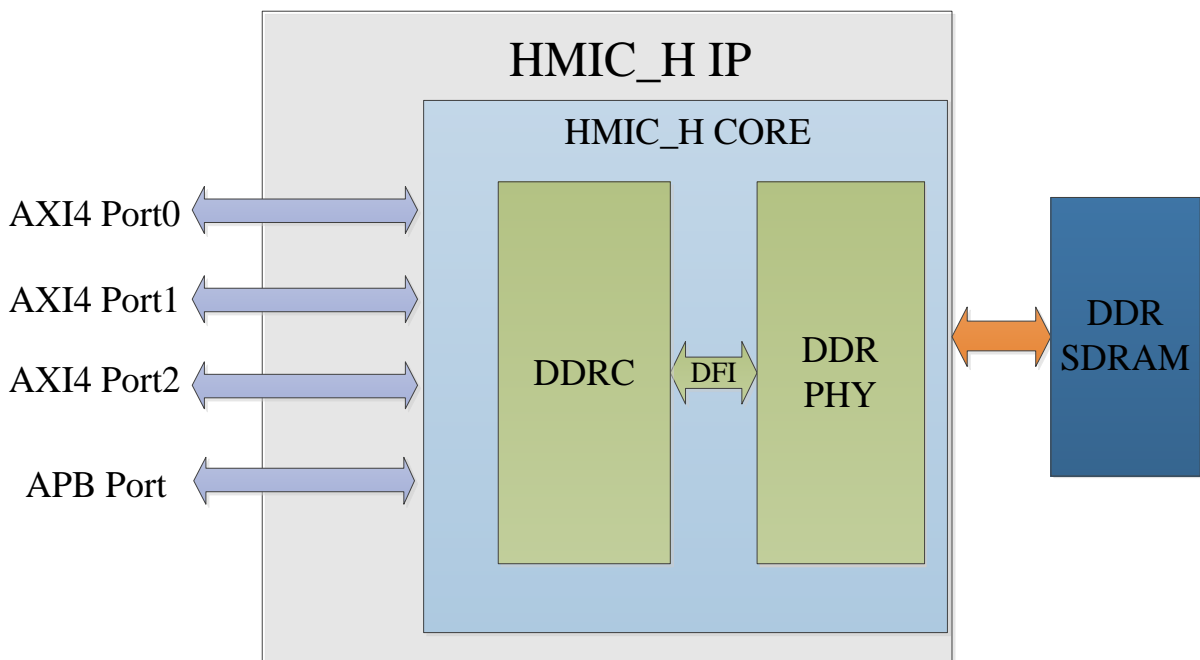 HMIC_H IP
HMIC_H CORE
AXI4 Port0
AXI4 Port1
AXI4 Port2
APB Port
DDRC
DFI
DDR
PHY
DDR
SDRAM